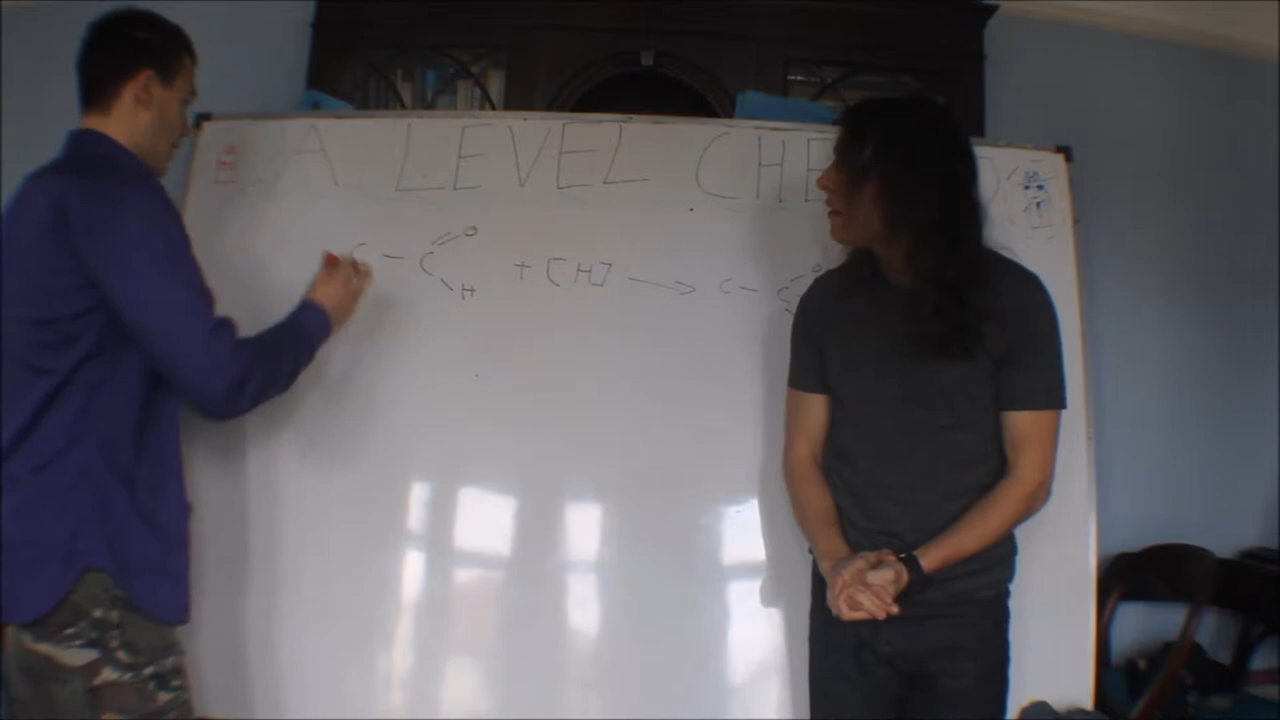 A LEVEL CHE
C - C = O H + [H] → C - C O